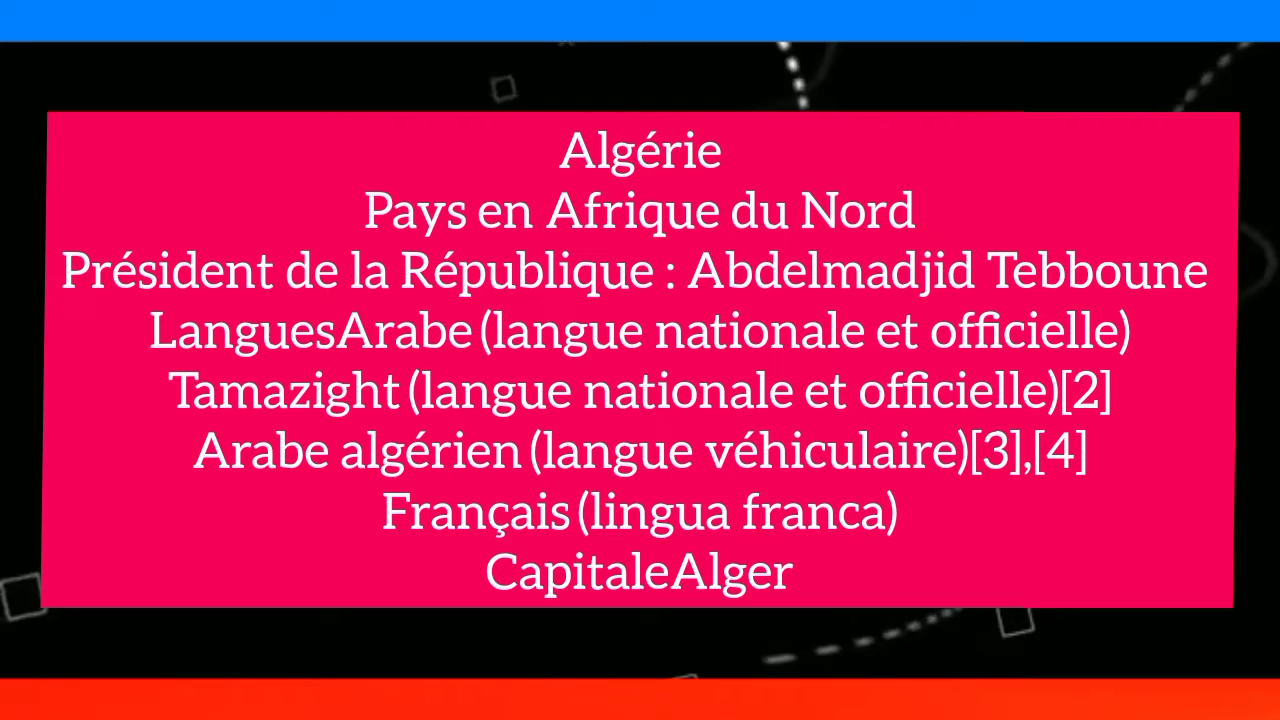 Algérie
Pays en Afrique du Nord
Président de la République : Abdelmadjid Tebboune
LanguesArabe (langue nationale et officielle)
Tamazight (langue nationale et officielle)[2]
Arabe algérien (langue véhiculaire)[3],[4]
Français (lingua franca)
CapitaleAlger